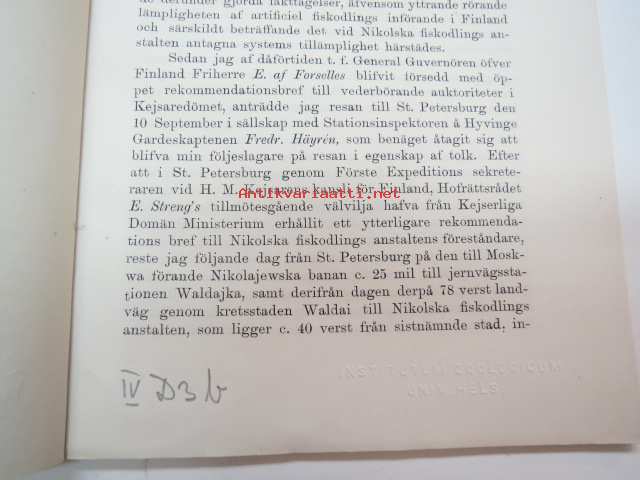 de derunder gjorda iakttagelser, äfvensom yttrande rörande
lämpligheten af artificiel fiskodlings införande i Finland
och särskildt beträffande det vid Nikolska fiskodlings an-
stalten antagna systems tillämplighet härstädes.
Sedan jag af dåförtiden t. f. General Guvernören öfver
Finland Friherre E. af Forselles blifvit försedd med öp-
pet rekommendationsbref till vederbörande auktoriteter i
Kejsaredömet, anträdde jag resan till St. Petersburg den
10 September i sällskap med Stationsinspektoren å Hyvinge
Gardeskaptenen Fredr. Häyrén, som benäget åtagit sig att
blifva min följeslagare på resan i egenskap af tolk. Efter
att i St. Petersburg genom Förste Expeditions sekrete-
raren vid H. M. Kejsarens kansli för Finland, Hofrättsrådet
Antikvariaatti.net
E. Streng's tillmötesgående välvilja hafva från Kejserliga
Domän Ministerium erhållit ett ytterligare rekommenda-
tions bref till Nikolska fiskodlings anstaltens föreståndare,
reste jag följande dag från St. Petersburg på den till Mosk-
wa förande Nikolajewska banan c. 25 mil till jernvägssta-
tionen Waldajka, samt derifrån dagen derpå 78 verst land-
väg genom kretsstaden Waldai till Nikolska fiskodlings
anstalten, som ligger c. 40 verst från sistnämnde stad, in-
INSTITUTUM ZOOLOGICUM
UNIV. HELS.
IV D3 b